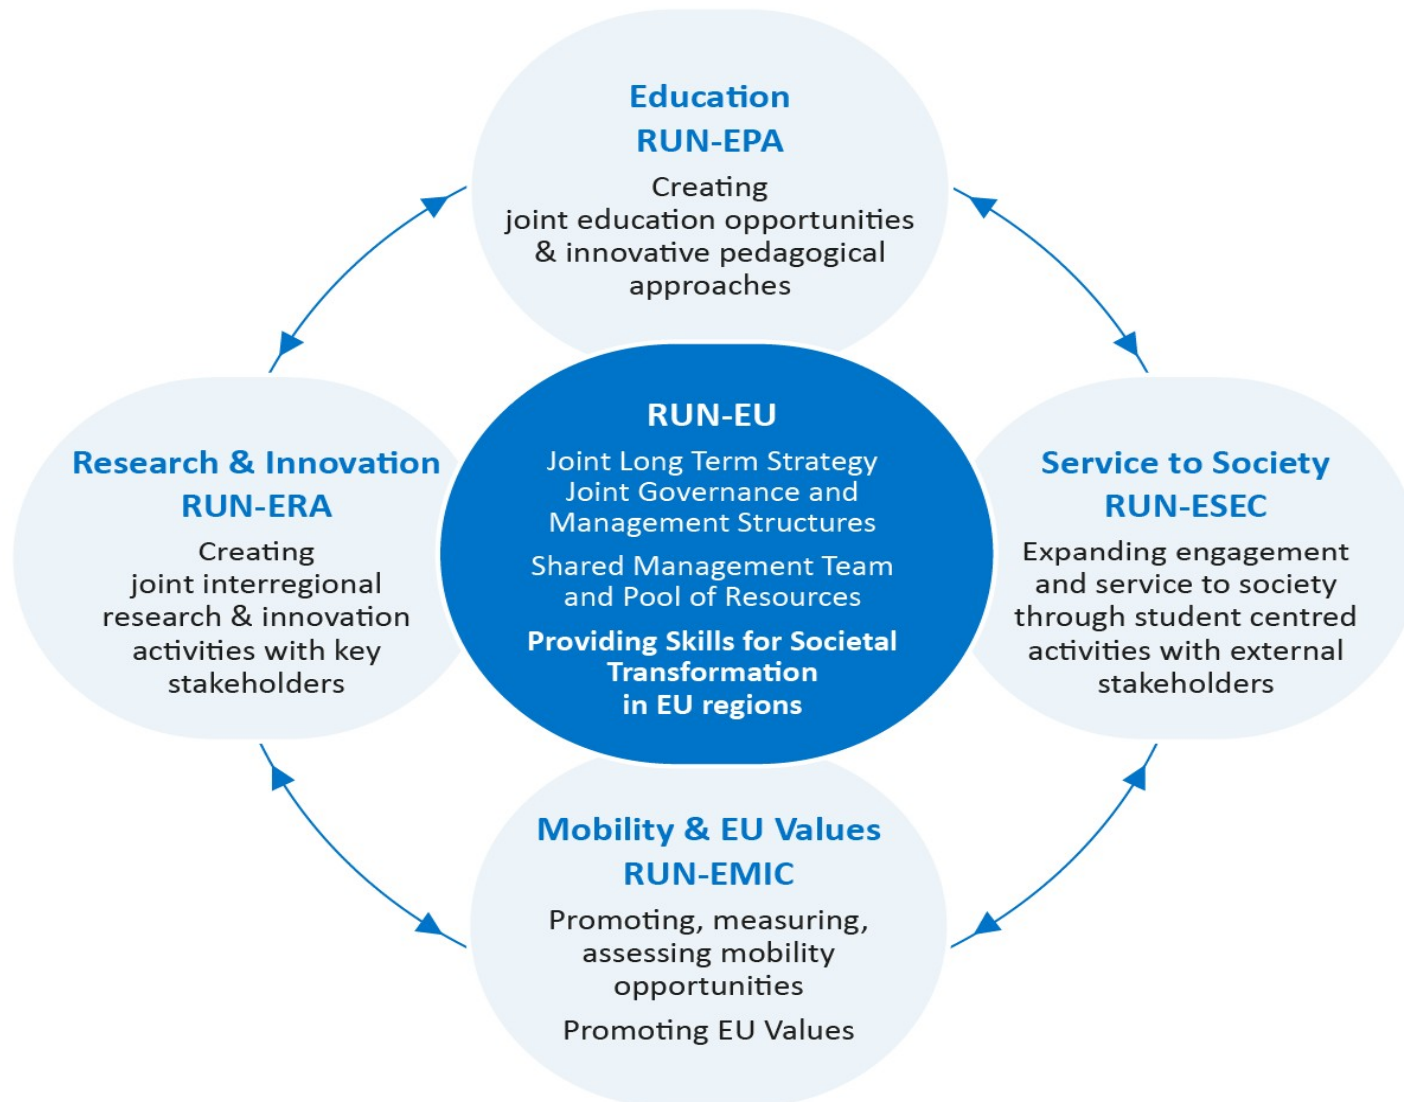 Education
RUN-EPA
Creating
joint education opportunities
& innovative pedagogical
approaches
RUN-EU
Joint Long Term Strategy
Joint Governance and
Management Structures
Shared Management Team
and Pool of Resources
Providing Skills for Societal
Transformation
in EU regions
Research & Innovation
RUN-ERA
Creating
joint interregional
research & innovation
activities with key
stakeholders
Service to Society
RUN-ESEC
Expanding engagement
and service to society
through student centred
activities with external
stakeholders
Mobility & EU Values
RUN-EMIC
Promoting, measuring,
assessing mobility
opportunities
Promoting EU Values